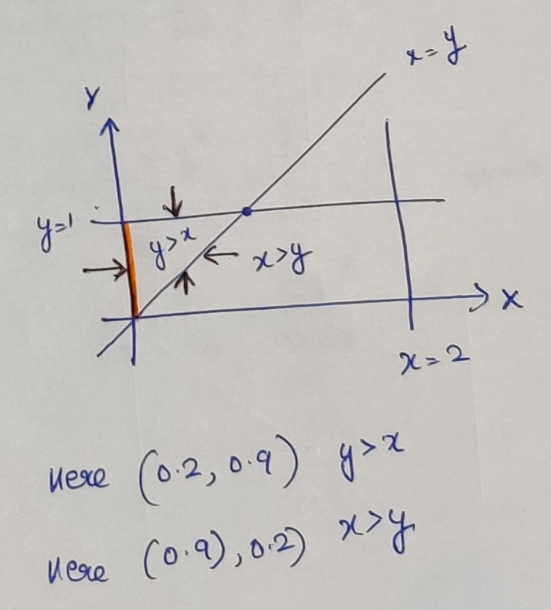 x=y
Y
y=1
y>x
x>y
X
x=2
Here (0.2, 0.9) y>x
Here (0.9), 0.2) x>y